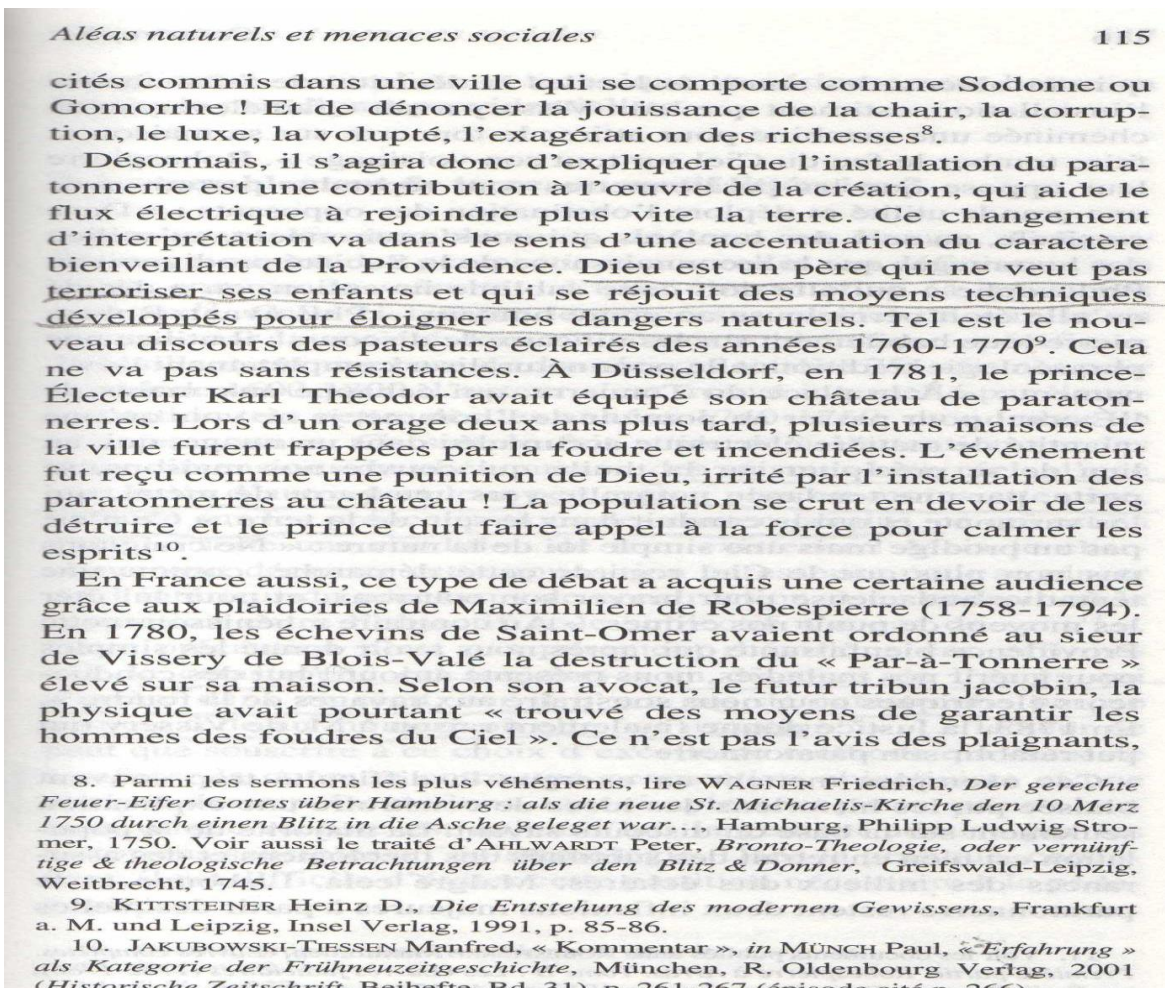 Aléas naturels et menaces sociales 115
cités commis dans une ville qui se comporte comme Sodome ou
Gomorrhe ! Et de dénoncer la jouissance de la chair, la corrup-
tion, le luxe, la volupté, l'exagération des richesses⁸.
Désormais, il s'agira donc d'expliquer que l'installation du para-
tonnerre est une contribution à l'œuvre de la création, qui aide le
flux électrique à rejoindre plus vite la terre. Ce changement
d'interprétation va dans le sens d'une accentuation du caractère
bienveillant de la Providence. Dieu est un père qui ne veut pas
terroriser ses enfants et qui se réjouit des moyens techniques
développés pour éloigner les dangers naturels. Tel est le nou-
veau discours des pasteurs éclairés des années 1760-1770⁹. Cela
ne va pas sans résistances. À Düsseldorf, en 1781, le prince-
Électeur Karl Theodor avait équipé son château de paraton-
nerres. Lors d'un orage deux ans plus tard, plusieurs maisons de
la ville furent frappées par la foudre et incendiées. L'événement
fut reçu comme une punition de Dieu, irrité par l'installation des
paratonnerres au château ! La population se crut en devoir de les
détruire et le prince dut faire appel à la force pour calmer les
esprits¹⁰.
En France aussi, ce type de débat a acquis une certaine audience
grâce aux plaidoiries de Maximilien de Robespierre (1758-1794).
En 1780, les échevins de Saint-Omer avaient ordonné au sieur
de Vissery de Bois-Valé la destruction du « Par-à-Tonnerre »
élevé sur sa maison. Selon son avocat, le futur tribun jacobin, la
physique avait pourtant « trouvé des moyens de garantir les
hommes des foudres du Ciel ». Ce n'est pas l'avis des plaignants,
8. Parmi les sermons les plus véhéments, lire WAGNER Friedrich, Der gerechte
Feuer-Eifer Gottes über Hamburg : als die neue St. Michaelis-Kirche den 10 Merz
1750 durch einen Blitz in die Asche geleget war…, Hamburg, Philipp Ludwig Stro-
mer, 1750. Voir aussi le traité d'AHLWARDT Peter, Bronto-Theologie, oder vernünf-
tige & theologische Betrachtungen über den Blitz & Donner, Greifswald-Leipzig,
Weitbrecht, 1745.
9. KITTSTEINER Heinz D., Die Entstehung des modernen Gewissens, Frankfurt
a. M. und Leipzig, Insel Verlag, 1991, p. 85-86.
10. JAKUBOWSKI-TIESSEN Manfred, « Kommentar », in MÜNCH Paul, « Erfahrung »
als Kategorie der Frühneuzeitgeschichte, München, R. Oldenbourg Verlag, 2001
(Historische Zeitschrift, Beihefte, Bd. 31), p. 261-267 (épisode cité p. 266).